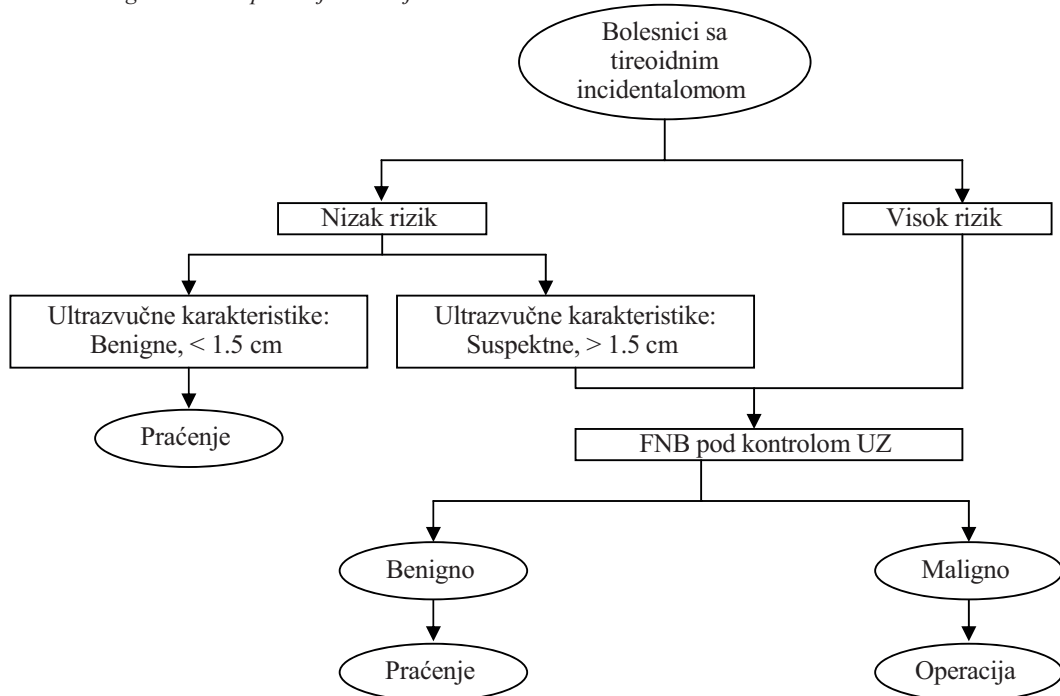 Bolesnici sa
tireoidnim
incidentalomom
Nizak rizik
Visok rizik
Ultrazvučne karakteristike:
Benigne, < 1.5 cm
Ultrazvučne karakteristike:
Suspektne, > 1.5 cm
Praćenje
FNB pod kontrolom UZ
Benigno
Maligno
Praćenje
Operacija